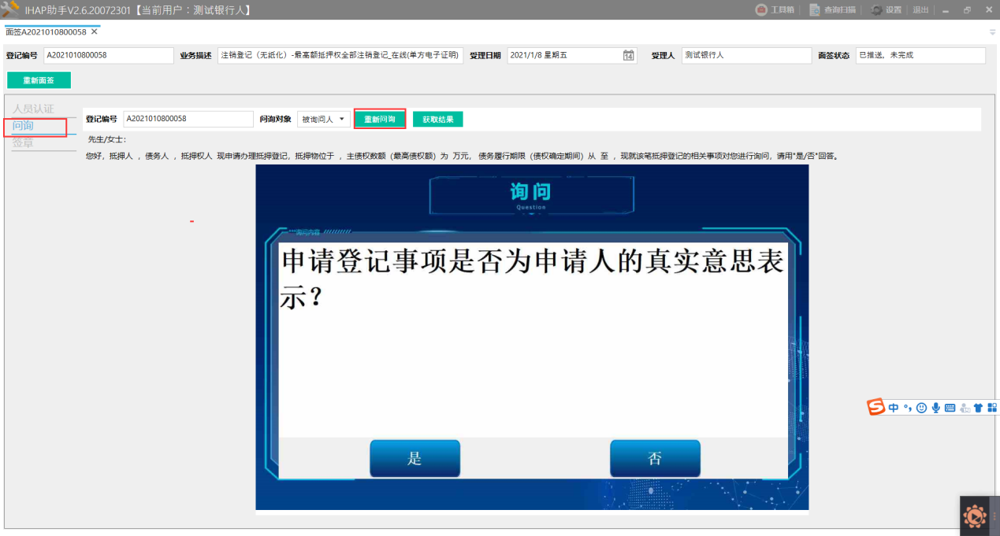 IHAP助手V2.6.20072301【当前用户：测试银行人】
工具箱 查询扫描 设置 退出
面签A2021010800058
登记编号 A2021010800058 业务描述 注销登记（无纸化）-最高额抵押权全部注销登记_在线(单方电子证明) 受理日期 2021/1/8 星期五 14 受理人 测试银行人 面签状态 已推送，未完成
重新面签
人员认证
问询
签章
登记编号 A2021010800058 问询对象 被询问人 重新问询 获取结果
先生/女士：
您好，抵押人 ，债务人 ，抵押权人 现申请办理抵押登记，抵押物位于 ，主债权数额（最高债权额）为 万元， 债务履行期限（债权确定期间）从 至 ，现就该笔抵押登记的相关事项对您进行询问，请用"是/否"回答。
询问
Question
询问内容
申请登记事项是否为申请人的真实意思表
示？
是 否
中